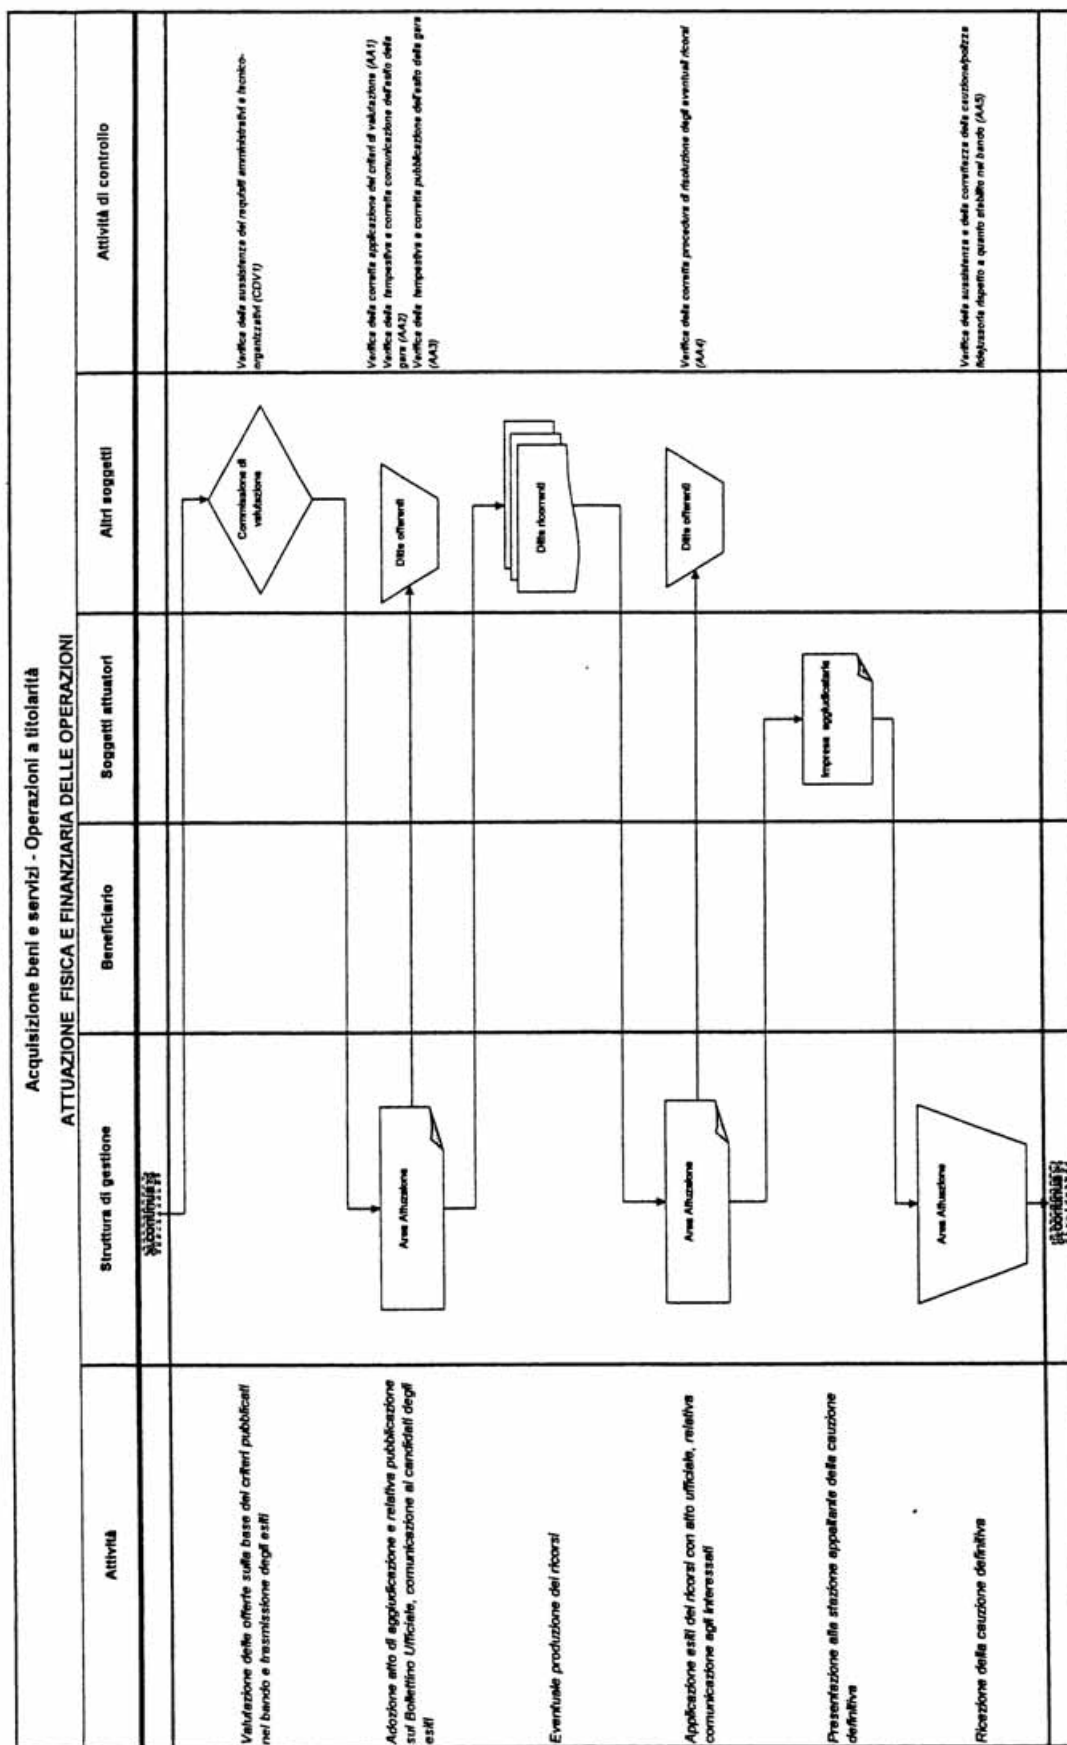 Acquisizione beni e servizi - Operazioni a titolarità
ATTUAZIONE FISICA E FINANZIARIA DELLE OPERAZIONI
Attività
Struttura di gestione
Beneficiario
Soggetti attuatori
Altri soggetti
Attività di controllo
Valutazione delle offerte sulla base dei criteri pubblicati
nel bando e trasmissione degli esiti
Commissione di
valutazione
Verifica della sussistenza dei requisiti amministrativi e tecnico-
organizzativi (CDV1)
Adozione atto di aggiudicazione e relativa pubblicazione
sul Bollettino Ufficiale, comunicazione ai candidati degli
esiti
Area Attuazione
Ditte offerenti
Verifica della corretta applicazione dei criteri di valutazione (AA1)
Verifica della tempestiva e corretta comunicazione dell'esito della
gara (AA2)
Verifica della tempestiva e corretta pubblicazione dell'esito della gara
(AA3)
Eventuale produzione dei ricorsi
Ditte ricorrenti
Applicazione esiti dei ricorsi con atto ufficiale, relativa
comunicazione agli interessati
Area Attuazione
Ditte offerenti
Verifica della corretta procedura di risoluzione degli eventuali ricorsi
(AA4)
Presentazione alla stazione appaltante della cauzione
definitiva
Impresa aggiudicataria
Ricezione della cauzione definitiva
Area Attuazione
Verifica della sussistenza e della correttezza della cauzione/polizza
fidejussoria rispetto a quanto stabilito nel bando (AA5)